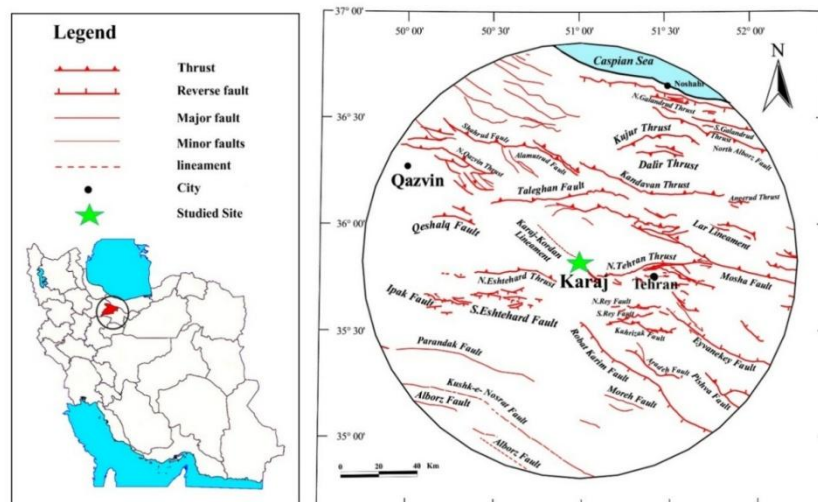 Legend
Thrust
Reverse fault
Major fault
Minor faults
lineament
City
Studied Site
50° 00'
50° 30'
51° 00'
51° 30'
52° 00'
37° 00'
36° 30'
36° 00'
35° 30'
35° 00'
N
Caspian Sea
Noshahr
N.Galandrud Thrust
S.Galandrud
Thrust
North Alborz Fault
Kujur Thrust
Dalir Thrust
Shahrud Fault
Alamutrud Fault
N.Qazvin Thrust
Qazvin
Kandavan Thrust
Taleghan Fault
Angerud Thrust
Qeshalq Fault
Karaj-Kordan
Lineament
Lar Lineament
N.Tehran Thrust
Mosha Fault
Karaj
Tehran
N.Eshtehard Thrust
Ipak Fault
S.Eshtehard Fault
N.Rey Fault
S.Rey Fault
Kahrizak Fault
Eyvanekey Fault
Parandak Fault
Robat Karim Fault
Pishva Fault
Moreh Fault
Kushk-e- Nosrat Fault
Alborz Fault
Alborz Fault
0 20 40 Km